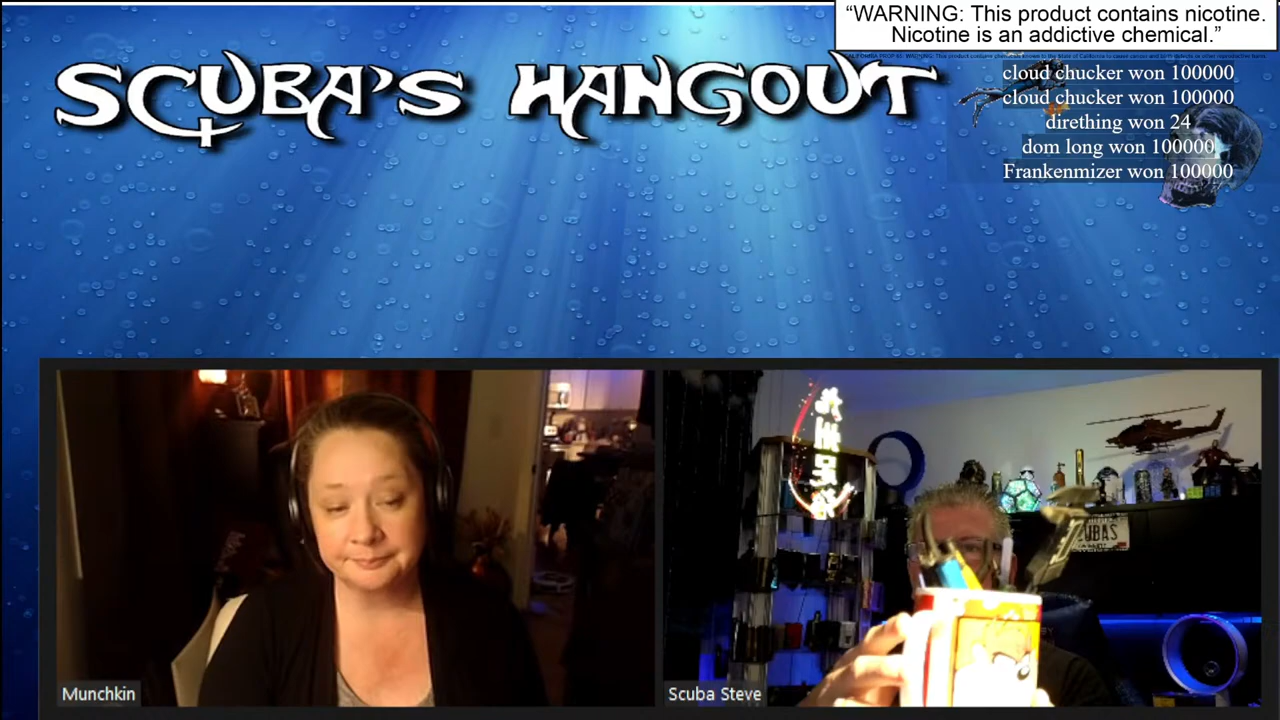 "WARNING: This product contains nicotine.
Nicotine is an addictive chemical."
SCUBA'S HANGOUT
cloud chucker won 100000
cloud chucker won 100000
dirething won 24
dom long won 100000
Frankenmizer won 100000
UBAS
Munchkin
Scuba Steve